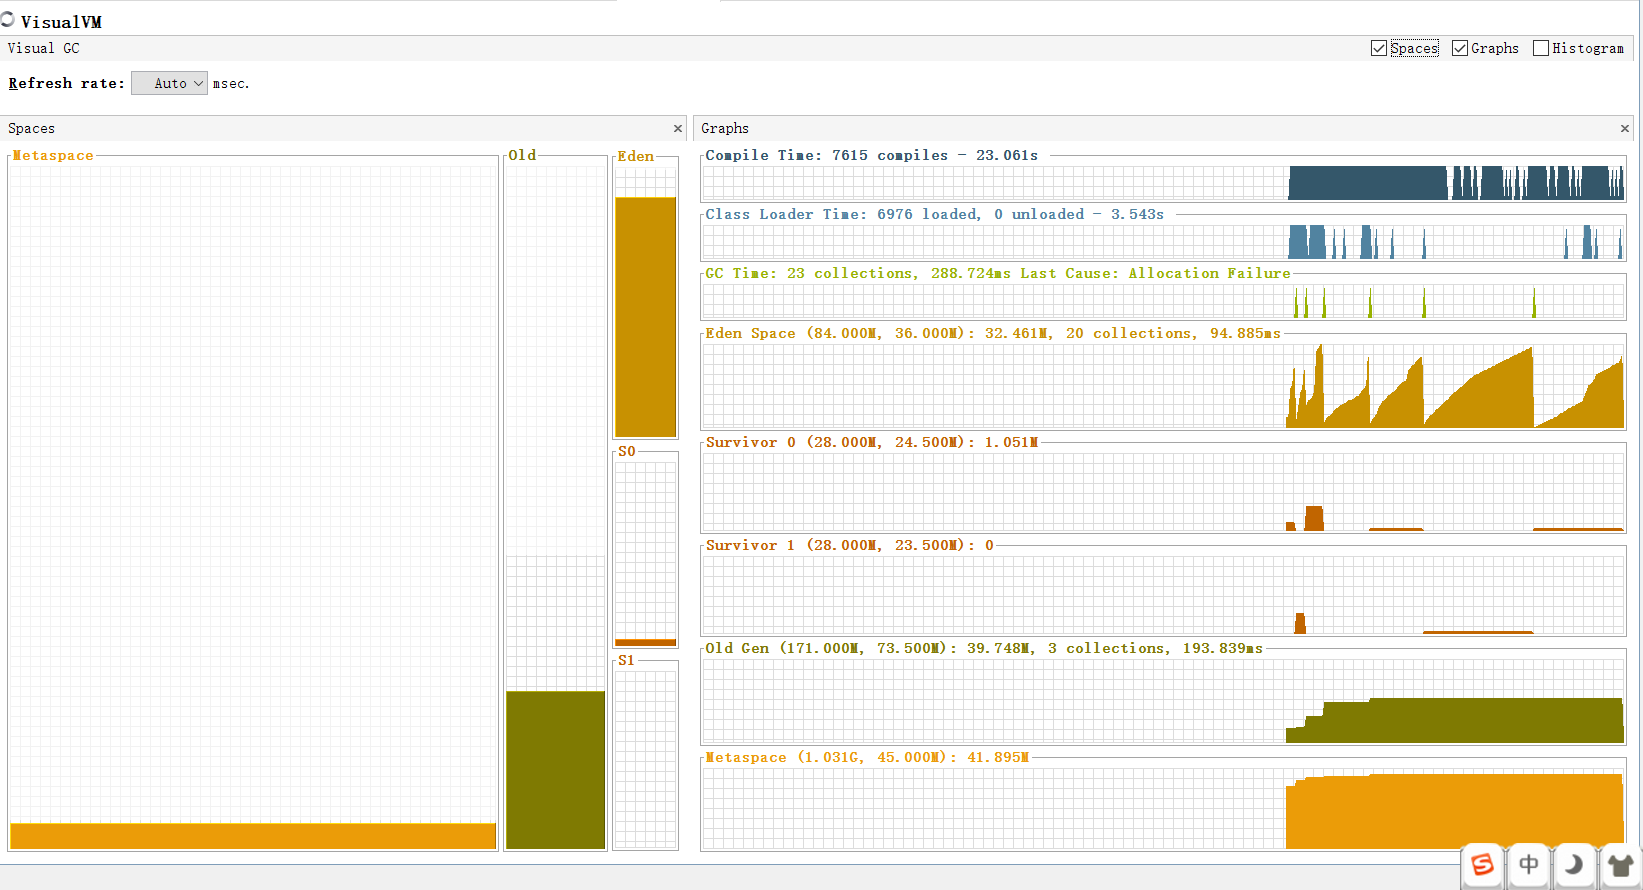 VisualVM
Visual GC
Spaces Graphs Histogram
Refresh rate: Auto msec.
Spaces
Metaspace
Old
Eden
S0
S1
Graphs
Compile Time: 7615 compiles - 23.061s
Class Loader Time: 6976 loaded, 0 unloaded - 3.543s
GC Time: 23 collections, 288.724ms Last Cause: Allocation Failure
Eden Space (84.000M, 36.000M): 32.461M, 20 collections, 94.885ms
Survivor 0 (28.000M, 24.500M): 1.051M
Survivor 1 (28.000M, 23.500M): 0
Old Gen (171.000M, 73.500M): 39.748M, 3 collections, 193.839ms
Metaspace (1.031G, 45.000M): 41.895M
中